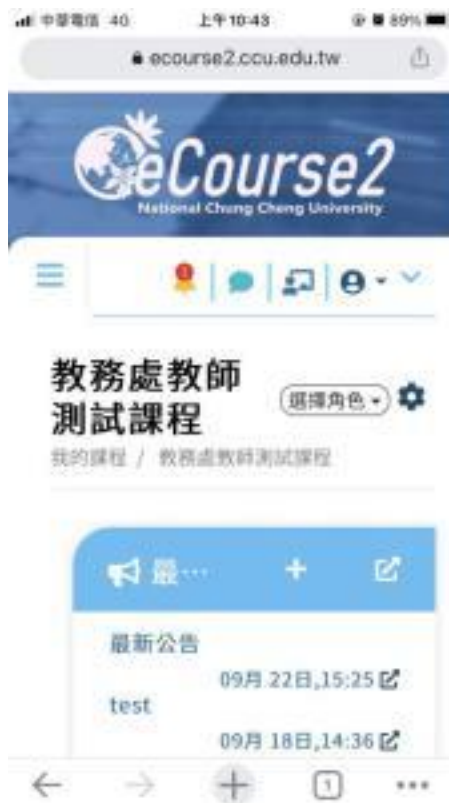 中華電信 4G 上午10:43 89%
ecourse2.ccu.edu.tw
eCourse2
National Chung Cheng University
教務處教師
測試課程
選擇角色
我的課程 / 教務處教師測試課程
最…
最新公告
09月 22日,15:25
test
09月 18日,14:36
1